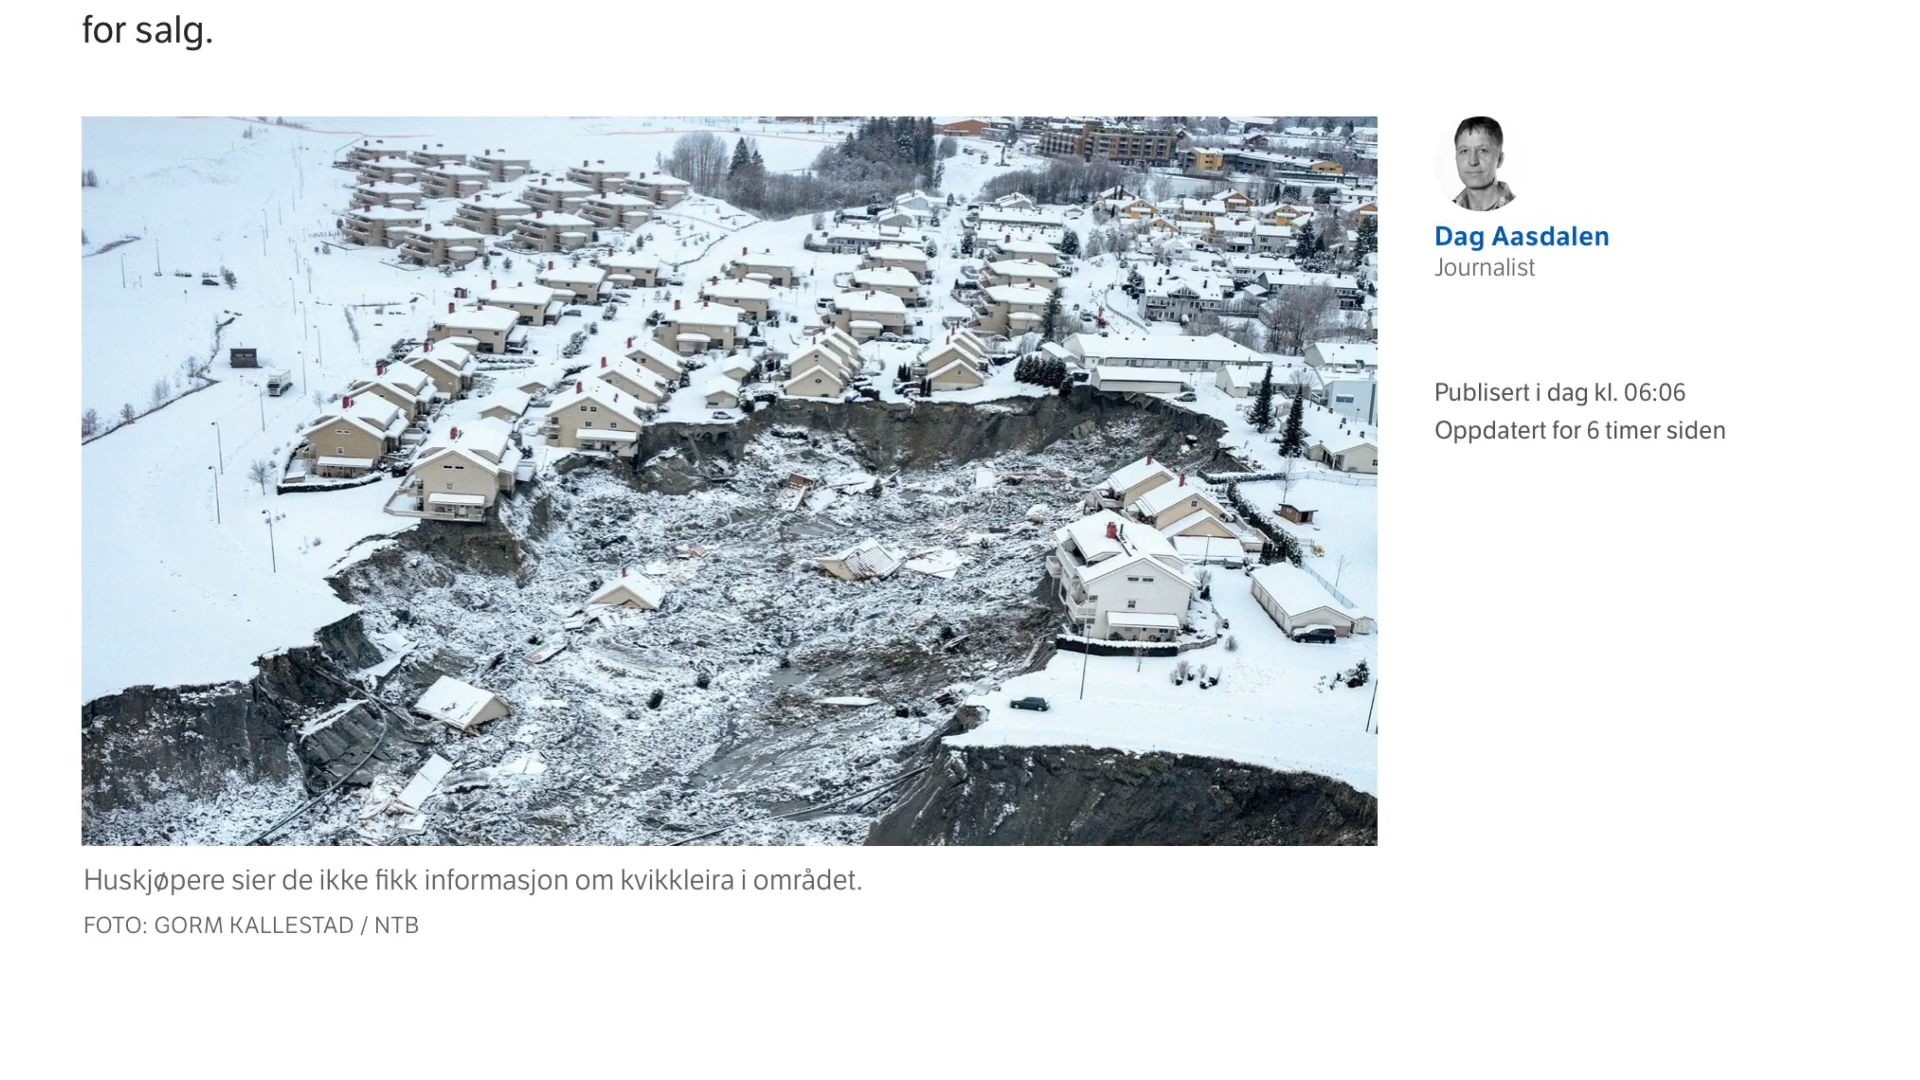 for salg.
Dag Aasdalen
Journalist
Publisert i dag kl. 06:06
Oppdatert for 6 timer siden
Huskjøpere sier de ikke fikk informasjon om kvikkleira i området.
FOTO: GORM KALLESTAD / NTB